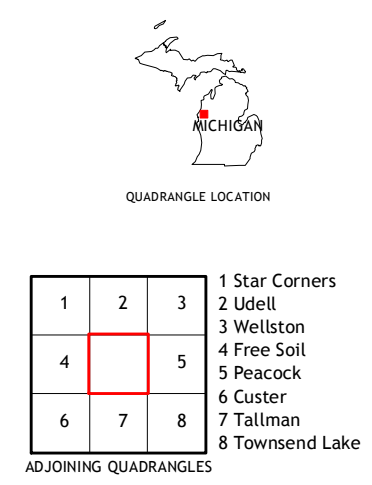 MICHIGAN
QUADRANGLE LOCATION
1 2 3
4 5
6 7 8
ADJOINING QUADRANGLES
1 Star Corners
2 Udell
3 Wellston
4 Free Soil
5 Peacock
6 Custer
7 Tallman
8 Townsend Lake